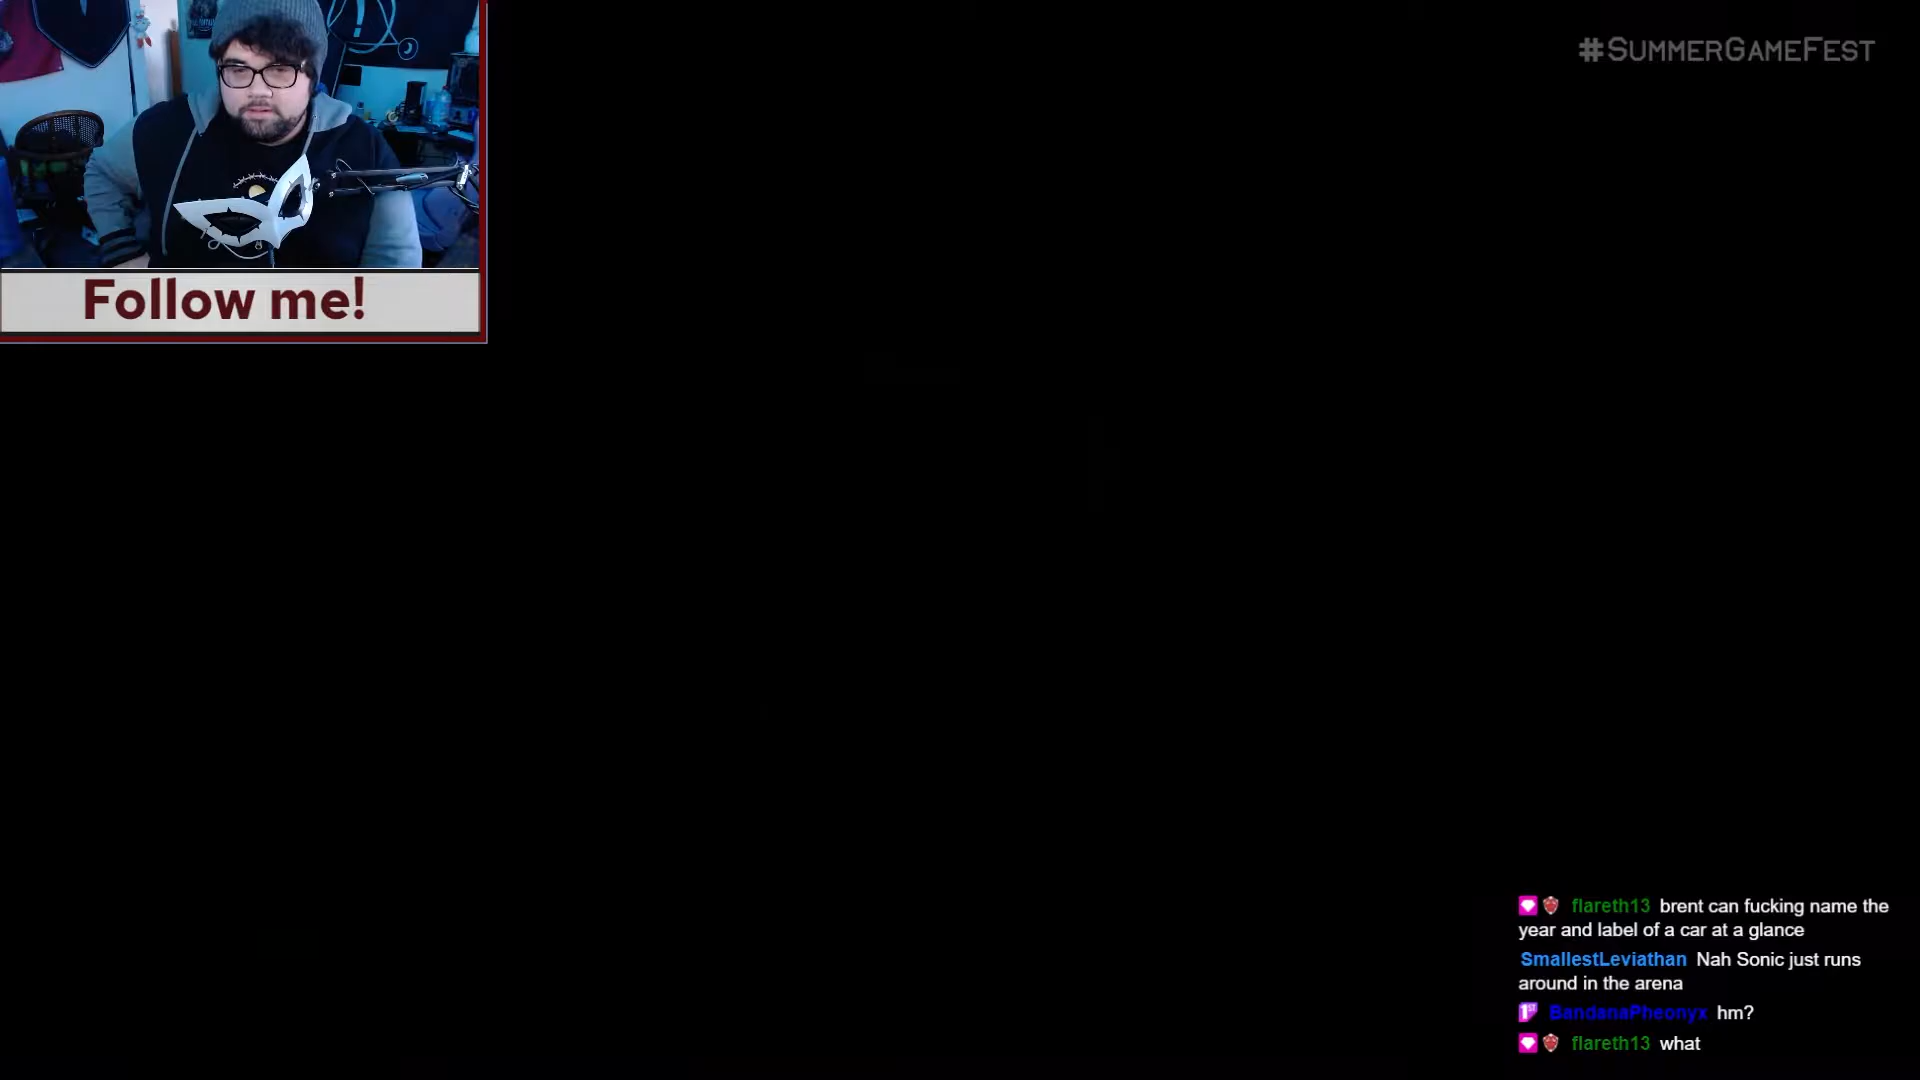 #SUMMERGAMEFEST
Follow me!
flareth13 brent can fucking name the
year and label of a car at a glance
SmallestLeviathan Nah Sonic just runs
around in the arena
BandanaPheonyx hm?
flareth13 what